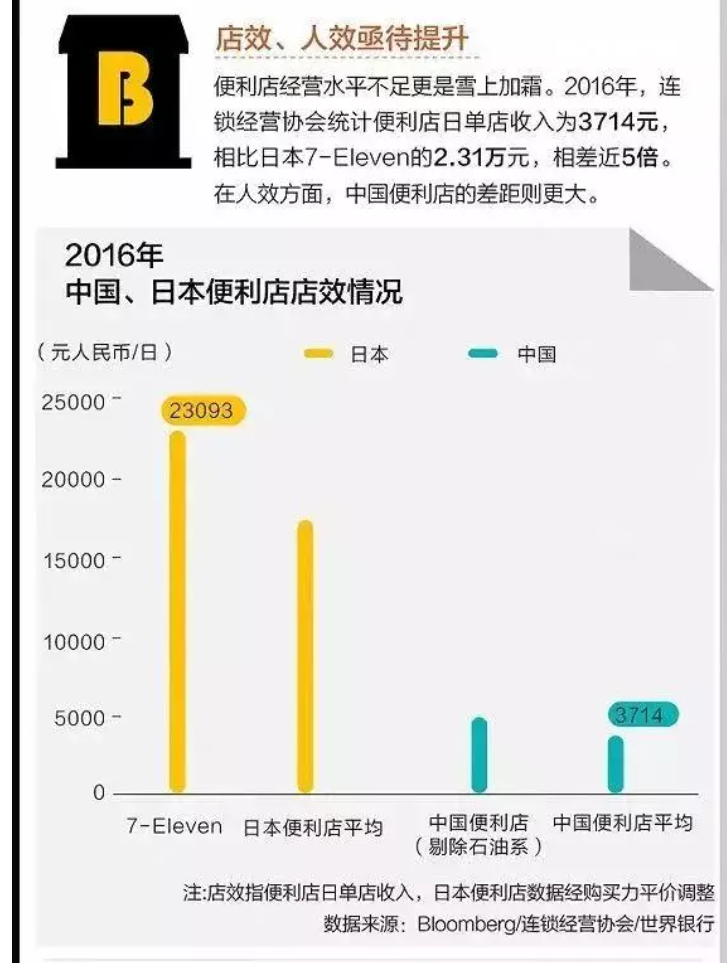 B
店效、人效亟待提升
便利店经营水平不足更是雪上加霜。2016年，连
锁经营协会统计便利店日单店收入为3714元，
相比日本7-Eleven的2.31万元，相差近5倍。
在人效方面，中国便利店的差距则更大。
2016年
中国、日本便利店店效情况
（元人民币/日）
日本
中国
25000
23093
20000
15000
10000
5000
3714
0
7-Eleven
日本便利店平均
中国便利店
（剔除石油系）
中国便利店平均
注:店效指便利店日单店收入，日本便利店数据经购买力平价调整
数据来源：Bloomberg/连锁经营协会/世界银行